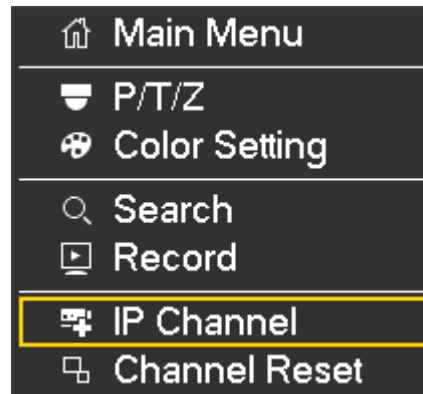 Main Menu
P/T/Z
Color Setting
Search
Record
IP Channel
Channel Reset